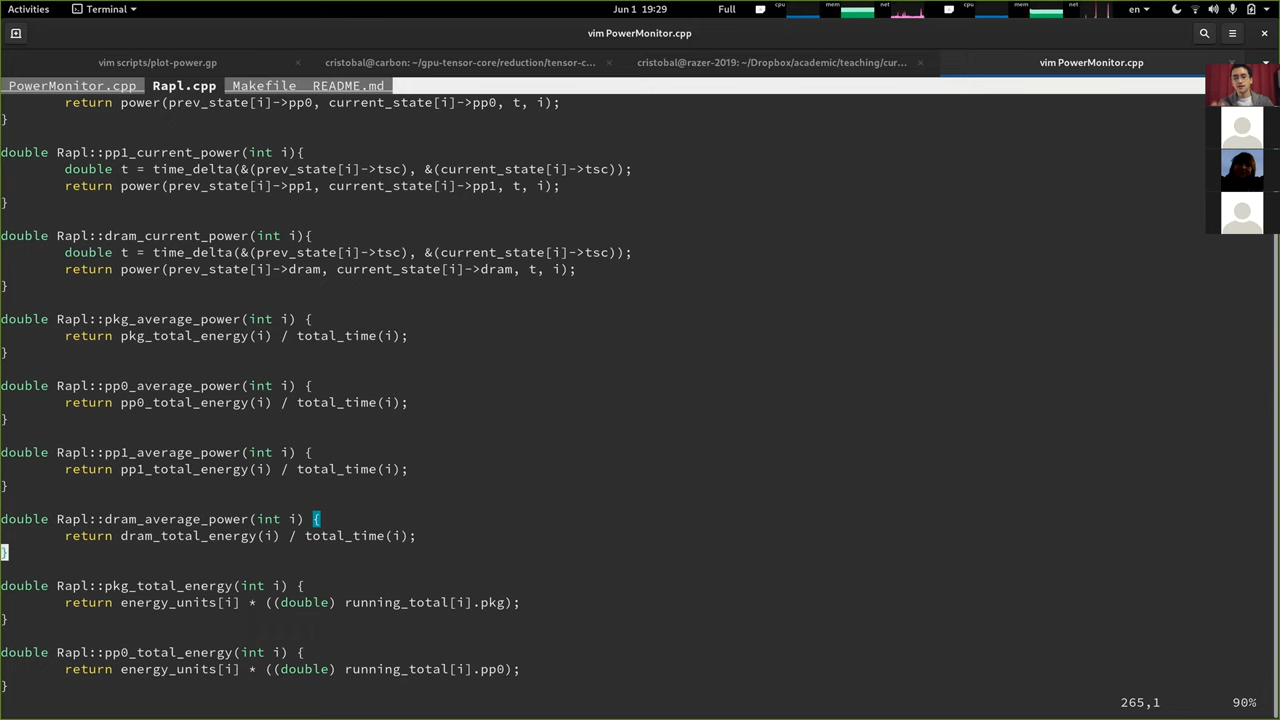 Activities
Terminal
Jun 1 19:29
Full
cpu mem net
cpu mem net
en
vim PowerMonitor.cpp
vim scripts/plot-power.gp
cristobal@carbon: ~/gpu-tensor-core/reduction/tensor-c...
cristobal@razer-2019: ~/Dropbox/academic/teaching/cur...
vim PowerMonitor.cpp
PowerMonitor.cpp Rapl.cpp Makefile README.md
return power(prev_state[i]->pp0, current_state[i]->pp0, t, i);
}
double Rapl::pp1_current_power(int i){
double t = time_delta(&(prev_state[i]->tsc), &(current_state[i]->tsc));
return power(prev_state[i]->pp1, current_state[i]->pp1, t, i);
}
double Rapl::dram_current_power(int i){
double t = time_delta(&(prev_state[i]->tsc), &(current_state[i]->tsc));
return power(prev_state[i]->dram, current_state[i]->dram, t, i);
}
double Rapl::pkg_average_power(int i) {
return pkg_total_energy(i) / total_time(i);
}
double Rapl::pp0_average_power(int i) {
return pp0_total_energy(i) / total_time(i);
}
double Rapl::pp1_average_power(int i) {
return pp1_total_energy(i) / total_time(i);
}
double Rapl::dram_average_power(int i) {
return dram_total_energy(i) / total_time(i);
}
double Rapl::pkg_total_energy(int i) {
return energy_units[i] * ((double) running_total[i].pkg);
}
double Rapl::pp0_total_energy(int i) {
return energy_units[i] * ((double) running_total[i].pp0);
}
265,1 90%